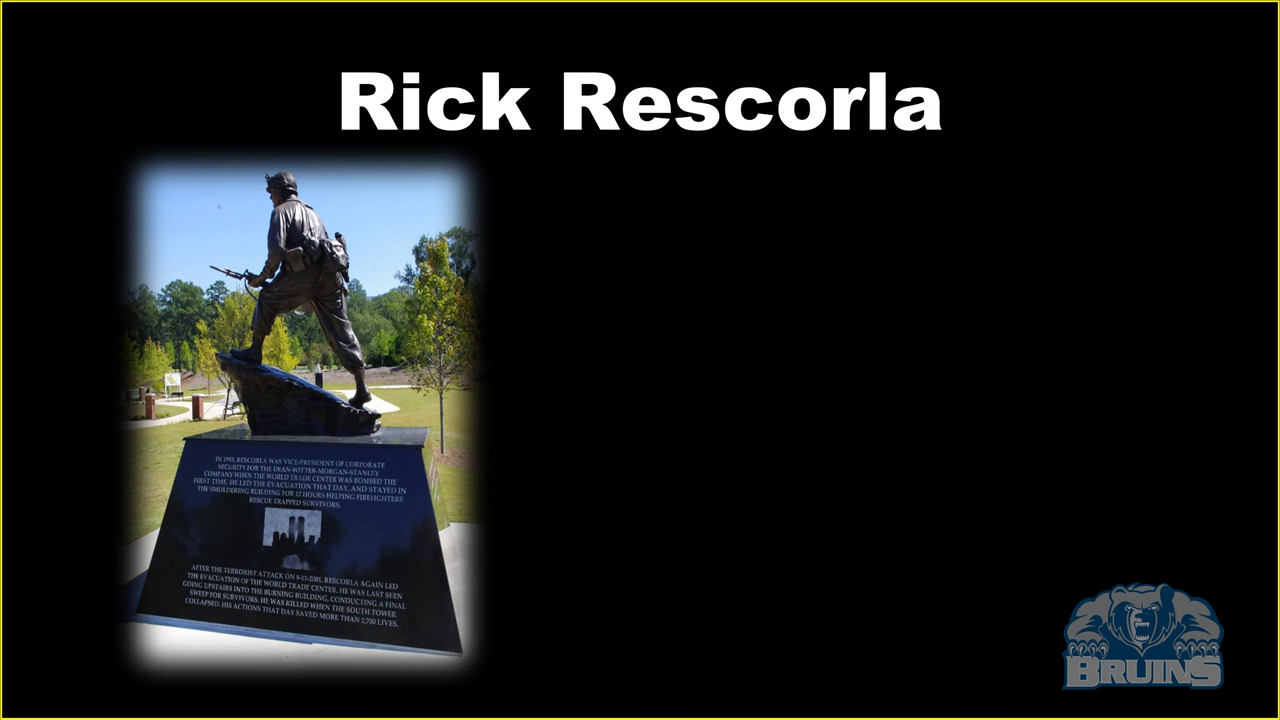 Rick Rescorla
IN 1993, RESCORLA WAS VICE-PRESIDENT OF CORPORATE
SECURITY FOR THE DEAN-WITTER-MORGAN-STANLEY
COMPANY WHEN THE WORLD TRADE CENTER WAS BOMBED THE
FIRST TIME. HE LED THE EVACUATION THAT DAY, AND STAYED IN
THE SMOLDERING BUILDING FOR 12 HOURS HELPING FIREFIGHTERS
RESCUE TRAPPED SURVIVORS.
AFTER THE TERRORIST ATTACK ON 9-11-2001, RESCORLA AGAIN LED
THE EVACUATION OF THE WORLD TRADE CENTER. HE WAS LAST SEEN
GOING UPSTAIRS INTO THE BURNING BUILDING, CONDUCTING A FINAL
SWEEP FOR SURVIVORS. HE WAS KILLED WHEN THE SOUTH TOWER
COLLAPSED. HIS ACTIONS THAT DAY SAVED MORE THAN 2,700 LIVES.
BRUINS